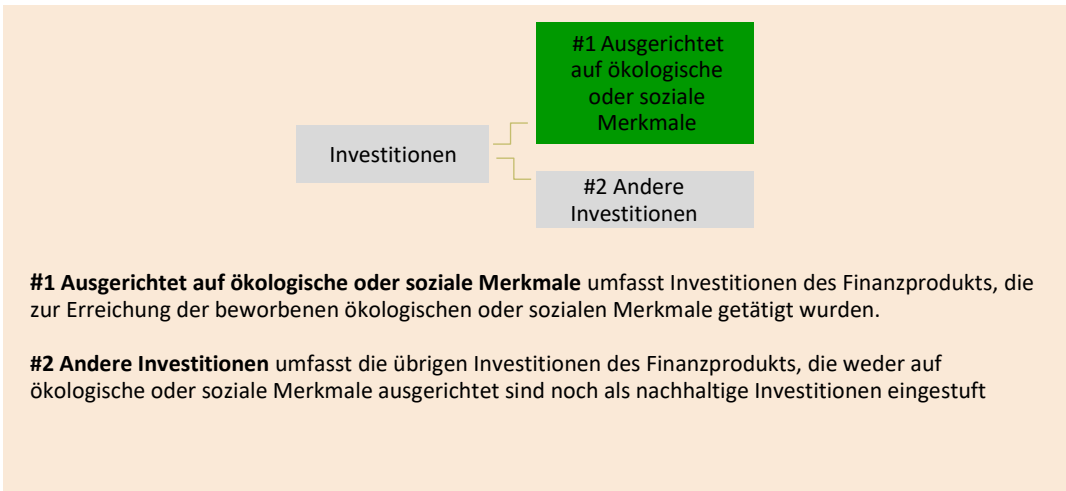 #1 Ausgerichtet
auf ökologische
oder soziale
Merkmale
Investitionen
#2 Andere
Investitionen
#1 Ausgerichtet auf ökologische oder soziale Merkmale umfasst Investitionen des Finanzprodukts, die
zur Erreichung der beworbenen ökologischen oder sozialen Merkmale getätigt wurden.
#2 Andere Investitionen umfasst die übrigen Investitionen des Finanzprodukts, die weder auf
ökologische oder soziale Merkmale ausgerichtet sind noch als nachhaltige Investitionen eingestuft